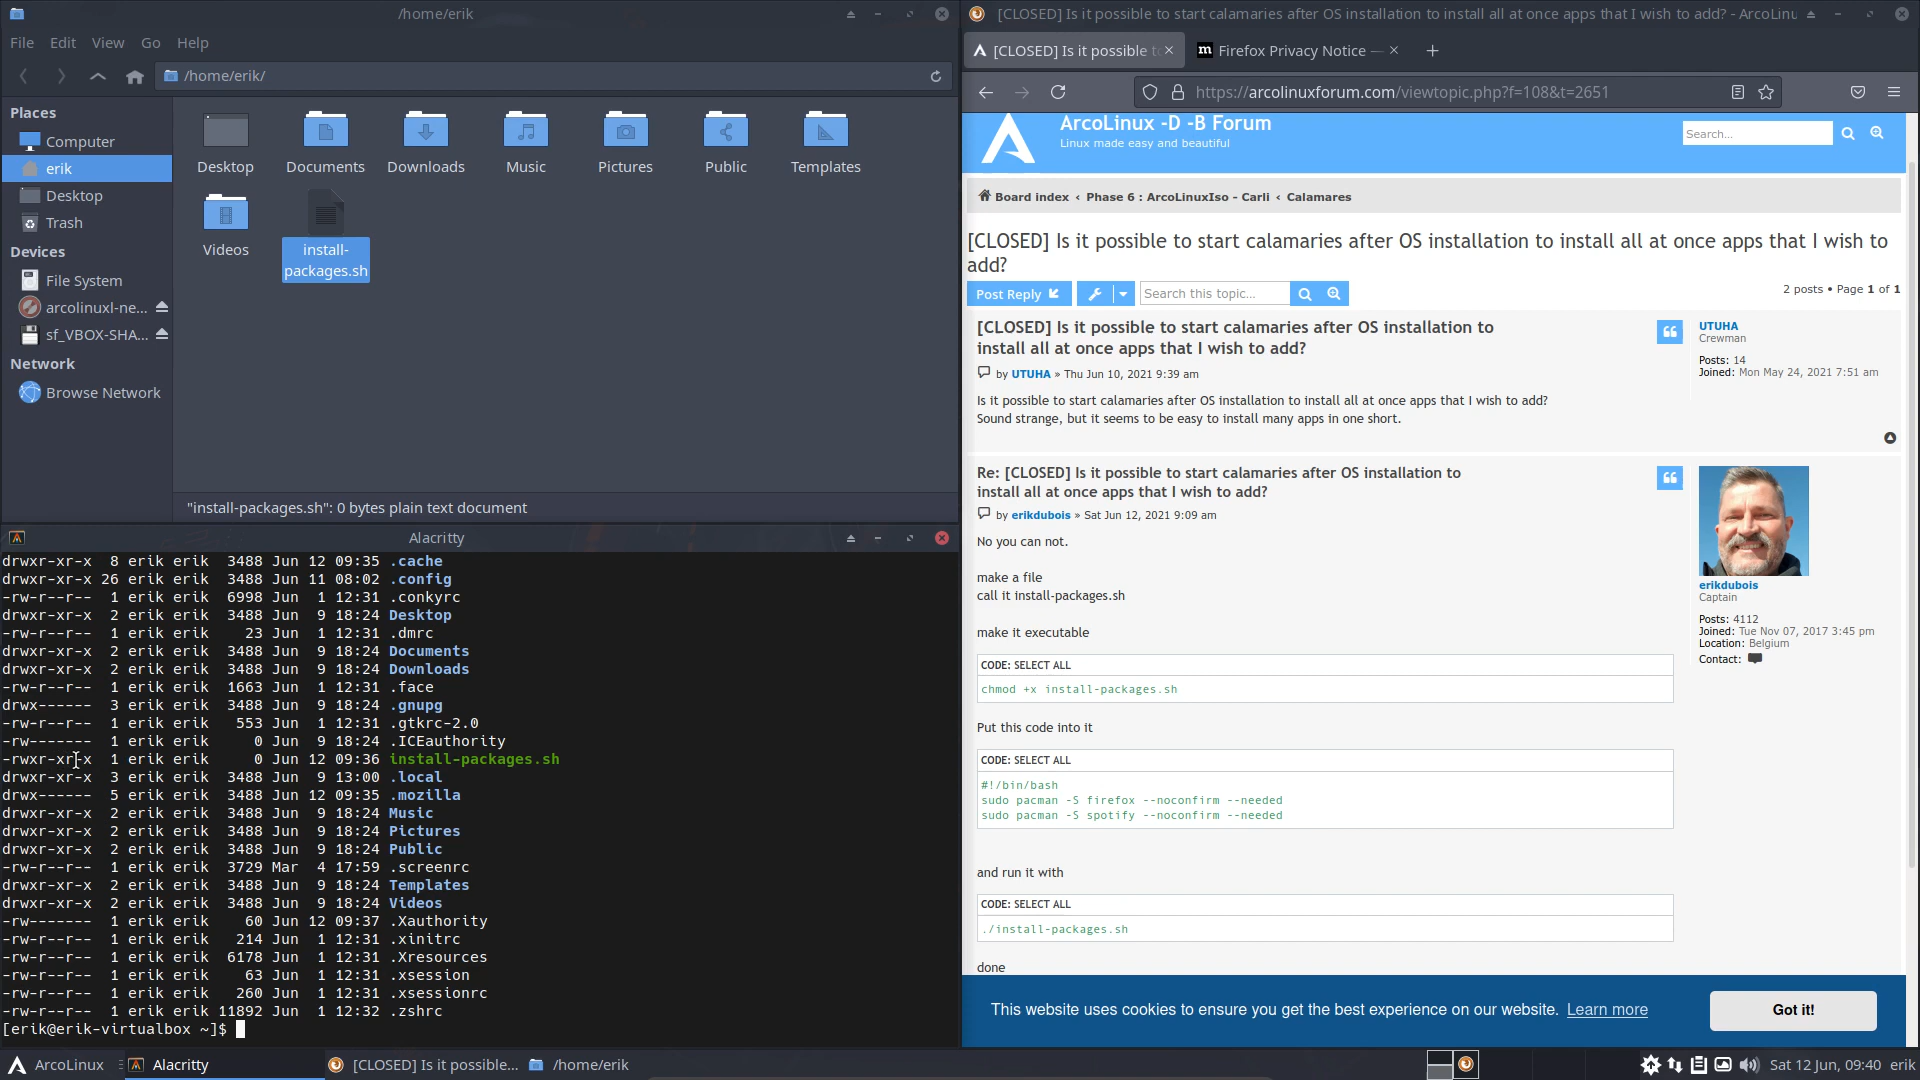 /home/erik
File Edit View Go Help
/home/erik/
Places
Computer
erik
Desktop
Trash
Devices
File System
arcolinuxl-ne...
sf_VBOX-SHA...
Network
Browse Network
Desktop Documents Downloads Music Pictures Public Templates
Videos install-
packages.sh
"install-packages.sh": 0 bytes plain text document
Alacritty
drwxr-xr-x  8 erik erik  3488 Jun 12 09:35 .cache
drwxr-xr-x 26 erik erik  3488 Jun 11 08:02 .config
-rw-r--r--  1 erik erik  6998 Jun  1 12:31 .conkyrc
drwxr-xr-x  2 erik erik  3488 Jun  9 18:24 Desktop
-rw-r--r--  1 erik erik    23 Jun  1 12:31 .dmrc
drwxr-xr-x  2 erik erik  3488 Jun  9 18:24 Documents
drwxr-xr-x  2 erik erik  3488 Jun  9 18:24 Downloads
-rw-r--r--  1 erik erik  1663 Jun  1 12:31 .face
drwx------  3 erik erik  3488 Jun  9 18:24 .gnupg
-rw-r--r--  1 erik erik   553 Jun  1 12:31 .gtkrc-2.0
-rw-------  1 erik erik     0 Jun  9 18:24 .ICEauthority
-rwxr-xr-x  1 erik erik     0 Jun 12 09:36 install-packages.sh
drwxr-xr-x  3 erik erik  3488 Jun  9 13:00 .local
drwx------  5 erik erik  3488 Jun 12 09:35 .mozilla
drwxr-xr-x  2 erik erik  3488 Jun  9 18:24 Music
drwxr-xr-x  2 erik erik  3488 Jun  9 18:24 Pictures
drwxr-xr-x  2 erik erik  3488 Jun  9 18:24 Public
-rw-r--r--  1 erik erik  3729 Mar  4 17:59 .screenrc
drwxr-xr-x  2 erik erik  3488 Jun  9 18:24 Templates
drwxr-xr-x  2 erik erik  3488 Jun  9 18:24 Videos
-rw-------  1 erik erik    60 Jun 12 09:37 .Xauthority
-rw-r--r--  1 erik erik   214 Jun  1 12:31 .xinitrc
-rw-r--r--  1 erik erik  6178 Jun  1 12:31 .Xresources
-rw-r--r--  1 erik erik    63 Jun  1 12:31 .xsession
-rw-r--r--  1 erik erik   260 Jun  1 12:31 .xsessionrc
-rw-r--r--  1 erik erik 11892 Jun  1 12:32 .zshrc
[erik@erik-virtualbox ~]$
[CLOSED] Is it possible to start calamaries after OS installation to install all at once apps that I wish to add? - ArcoLinu
[CLOSED] Is it possible to
Firefox Privacy Notice —
https://arcolinuxforum.com/viewtopic.php?f=108&t=2651
ArcoLinux -D -B Forum
Linux made easy and beautiful
Search...
Board index ‹ Phase 6 : ArcoLinuxIso - Carli ‹ Calamares
[CLOSED] Is it possible to start calamaries after OS installation to install all at once apps that I wish to
add?
Post Reply
Search this topic...
2 posts • Page 1 of 1
[CLOSED] Is it possible to start calamaries after OS installation to
install all at once apps that I wish to add?
by UTUHA » Thu Jun 10, 2021 9:39 am
Is it possible to start calamaries after OS installation to install all at once apps that I wish to add?
Sound strange, but it seems to be easy to install many apps in one short.
UTUHA
Crewman
Posts: 14
Joined: Mon May 24, 2021 7:51 am
Re: [CLOSED] Is it possible to start calamaries after OS installation to
install all at once apps that I wish to add?
by erikdubois » Sat Jun 12, 2021 9:09 am
No you can not.
make a file
call it install-packages.sh
make it executable
CODE: SELECT ALL
chmod +x install-packages.sh
Put this code into it
CODE: SELECT ALL
#!/bin/bash
sudo pacman -S firefox --noconfirm --needed
sudo pacman -S spotify --noconfirm --needed
and run it with
CODE: SELECT ALL
./install-packages.sh
done
erikdubois
Captain
Posts: 4112
Joined: Tue Nov 07, 2017 3:45 pm
Location: Belgium
Contact:
This website uses cookies to ensure you get the best experience on our website. Learn more
Got it!
ArcoLinux
Alacritty
[CLOSED] Is it possible...
/home/erik
Sat 12 Jun, 09:40 erik